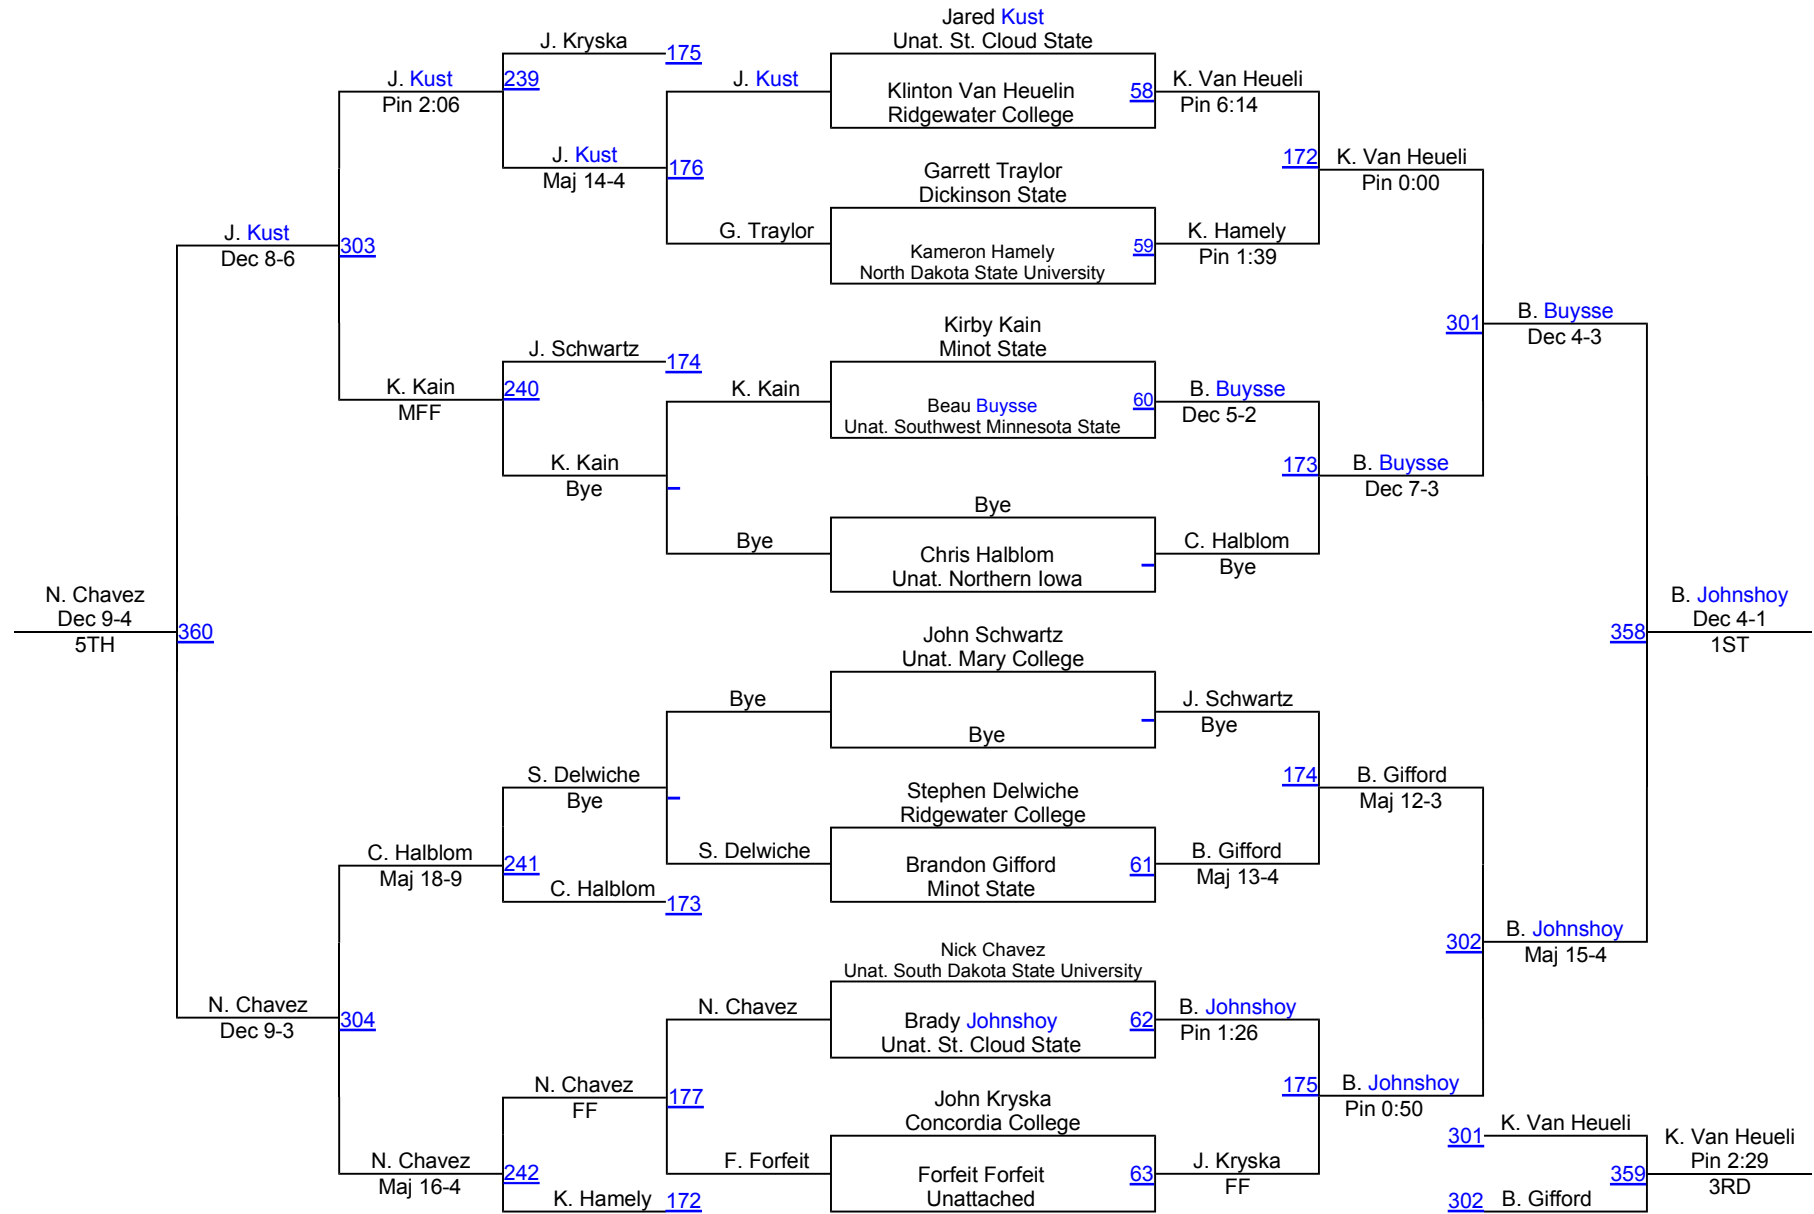 Jared Kust
Unat. St. Cloud State
J. Kryska
175
J. Kust
Pin 2:06
239
J. Kust
Klinton Van Heuelin
Ridgewater College
58
K. Van Heueli
Pin 6:14
J. Kust
Maj 14-4
176
Garrett Traylor
Dickinson State
172
K. Van Heueli
Pin 0:00
J. Kust
Dec 8-6
303
G. Traylor
Kameron Hamely
North Dakota State University
59
K. Hamely
Pin 1:39
Kirby Kain
Minot State
301
B. Buysse
Dec 4-3
J. Schwartz
174
K. Kain
MFF
240
K. Kain
Beau Buysse
Unat. Southwest Minnesota State
60
B. Buysse
Dec 5-2
K. Kain
Bye
173
B. Buysse
Dec 7-3
Bye
Bye
Chris Halblom
Unat. Northern Iowa
C. Halblom
Bye
N. Chavez
Dec 9-4
5TH
360
John Schwartz
Unat. Mary College
358
B. Johnshoy
Dec 4-1
1ST
Bye
Bye
J. Schwartz
Bye
S. Delwiche
Bye
Stephen Delwiche
Ridgewater College
174
B. Gifford
Maj 12-3
C. Halblom
Maj 18-9
241
S. Delwiche
Brandon Gifford
Minot State
61
B. Gifford
Maj 13-4
C. Halblom
173
Nick Chavez
Unat. South Dakota State University
302
B. Johnshoy
Maj 15-4
N. Chavez
Dec 9-3
304
N. Chavez
Brady Johnshoy
Unat. St. Cloud State
62
B. Johnshoy
Pin 1:26
N. Chavez
FF
177
John Kryska
Concordia College
175
B. Johnshoy
Pin 0:50
N. Chavez
Maj 16-4
242
F. Forfeit
Forfeit Forfeit
Unattached
63
J. Kryska
FF
K. Hamely
172
301
K. Van Heueli
359
K. Van Heueli
Pin 2:29
3RD
302
B. Gifford